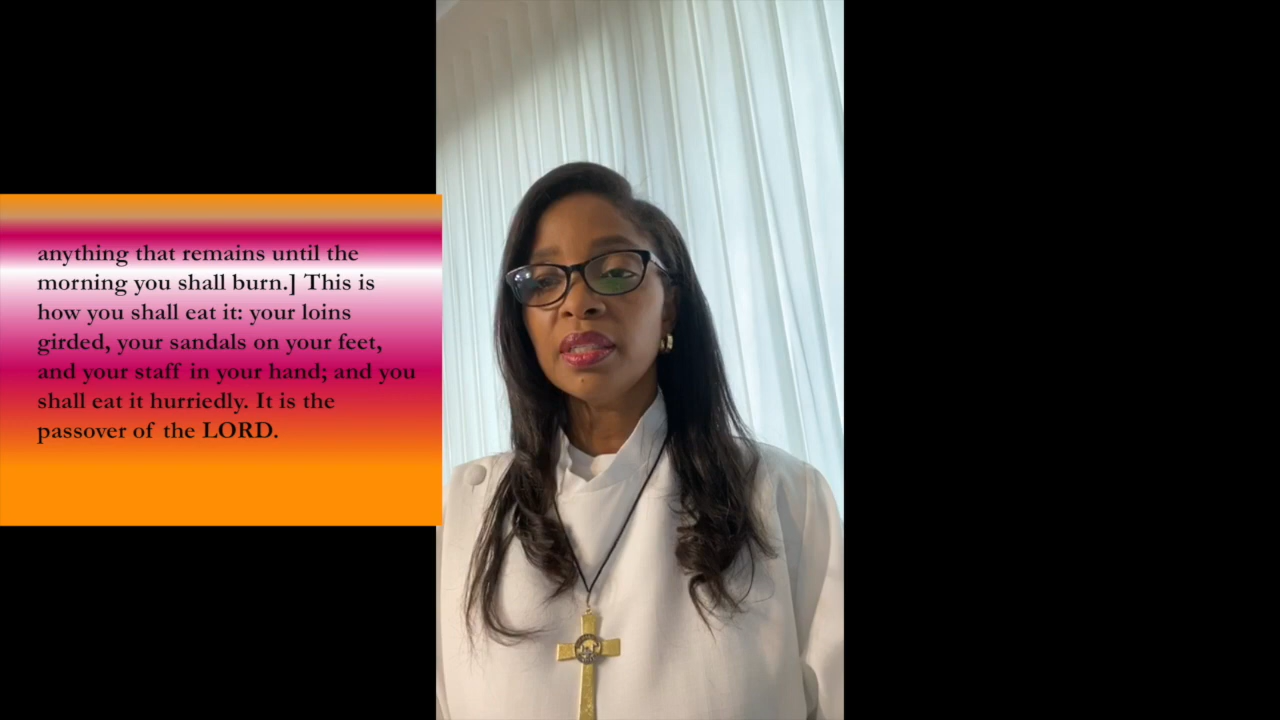 anything that remains until the
morning you shall burn.] This is
how you shall eat it: your loins
girded, your sandals on your feet,
and your staff in your hand; and you
shall eat it hurriedly. It is the
passover of the LORD.